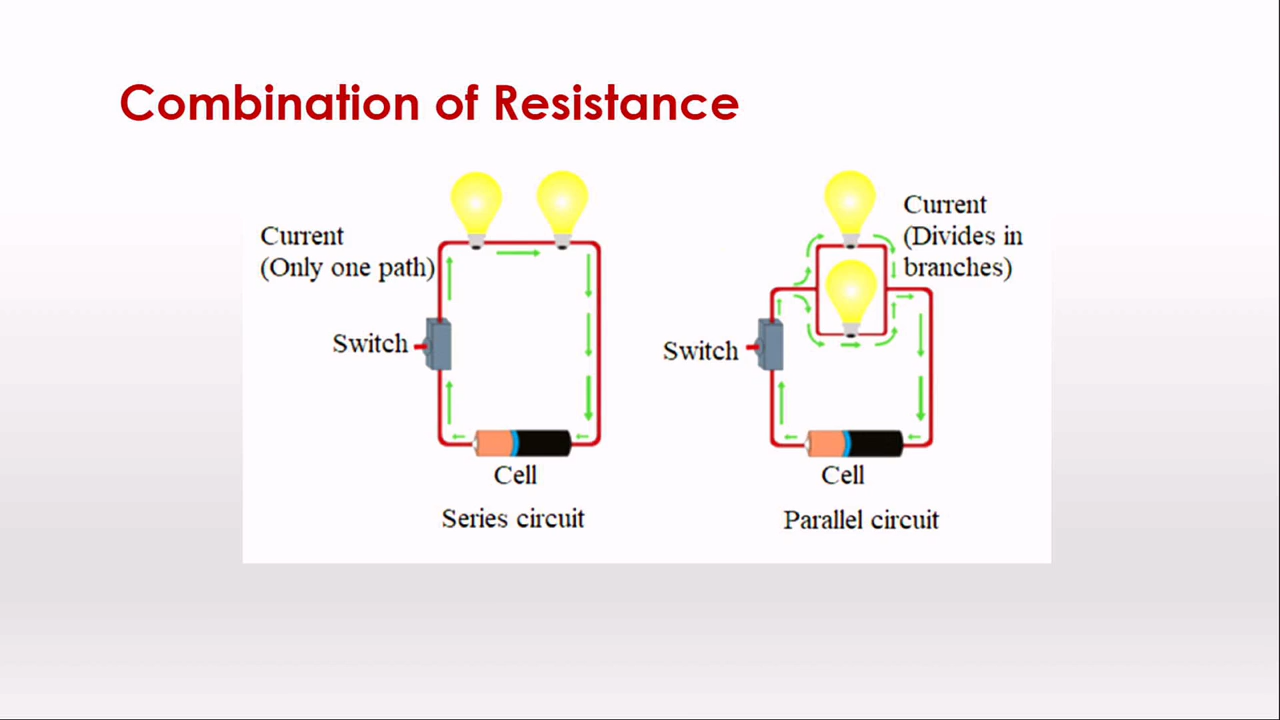 Combination of Resistance
Current
(Only one path)
Switch
Cell
Series circuit
Current
(Divides in
branches)
Switch
Cell
Parallel circuit